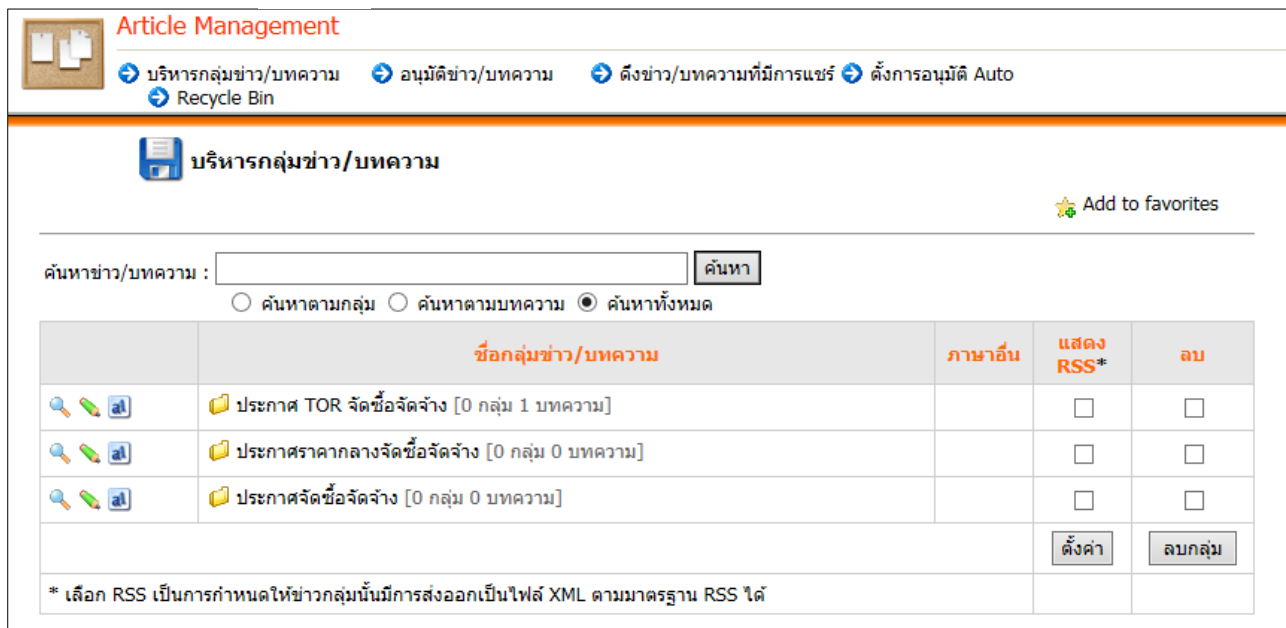 Article Management
บริหารกลุ่มข่าว/บทความ อนุมัติข่าว/บทความ ดึงข่าว/บทความที่มีการแชร์ ตั้งการอนุมัติ Auto
Recycle Bin
บริหารกลุ่มข่าว/บทความ
Add to favorites
ค้นหาข่าว/บทความ : ค้นหา
ค้นหาตามกลุ่ม ค้นหาตามบทความ ค้นหาทั้งหมด
ชื่อกลุ่มข่าว/บทความ ภาษาอื่น แสดง RSS* ลบ
al ประกาศ TOR จัดซื้อจัดจ้าง [0 กลุ่ม 1 บทความ]
al ประกาศราคากลางจัดซื้อจัดจ้าง [0 กลุ่ม 0 บทความ]
al ประกาศจัดซื้อจัดจ้าง [0 กลุ่ม 0 บทความ]
ตั้งค่า ลบกลุ่ม
* เลือก RSS เป็นการกำหนดให้ข่าวกลุ่มนั้นมีการส่งออกเป็นไฟล์ XML ตามมาตรฐาน RSS ได้